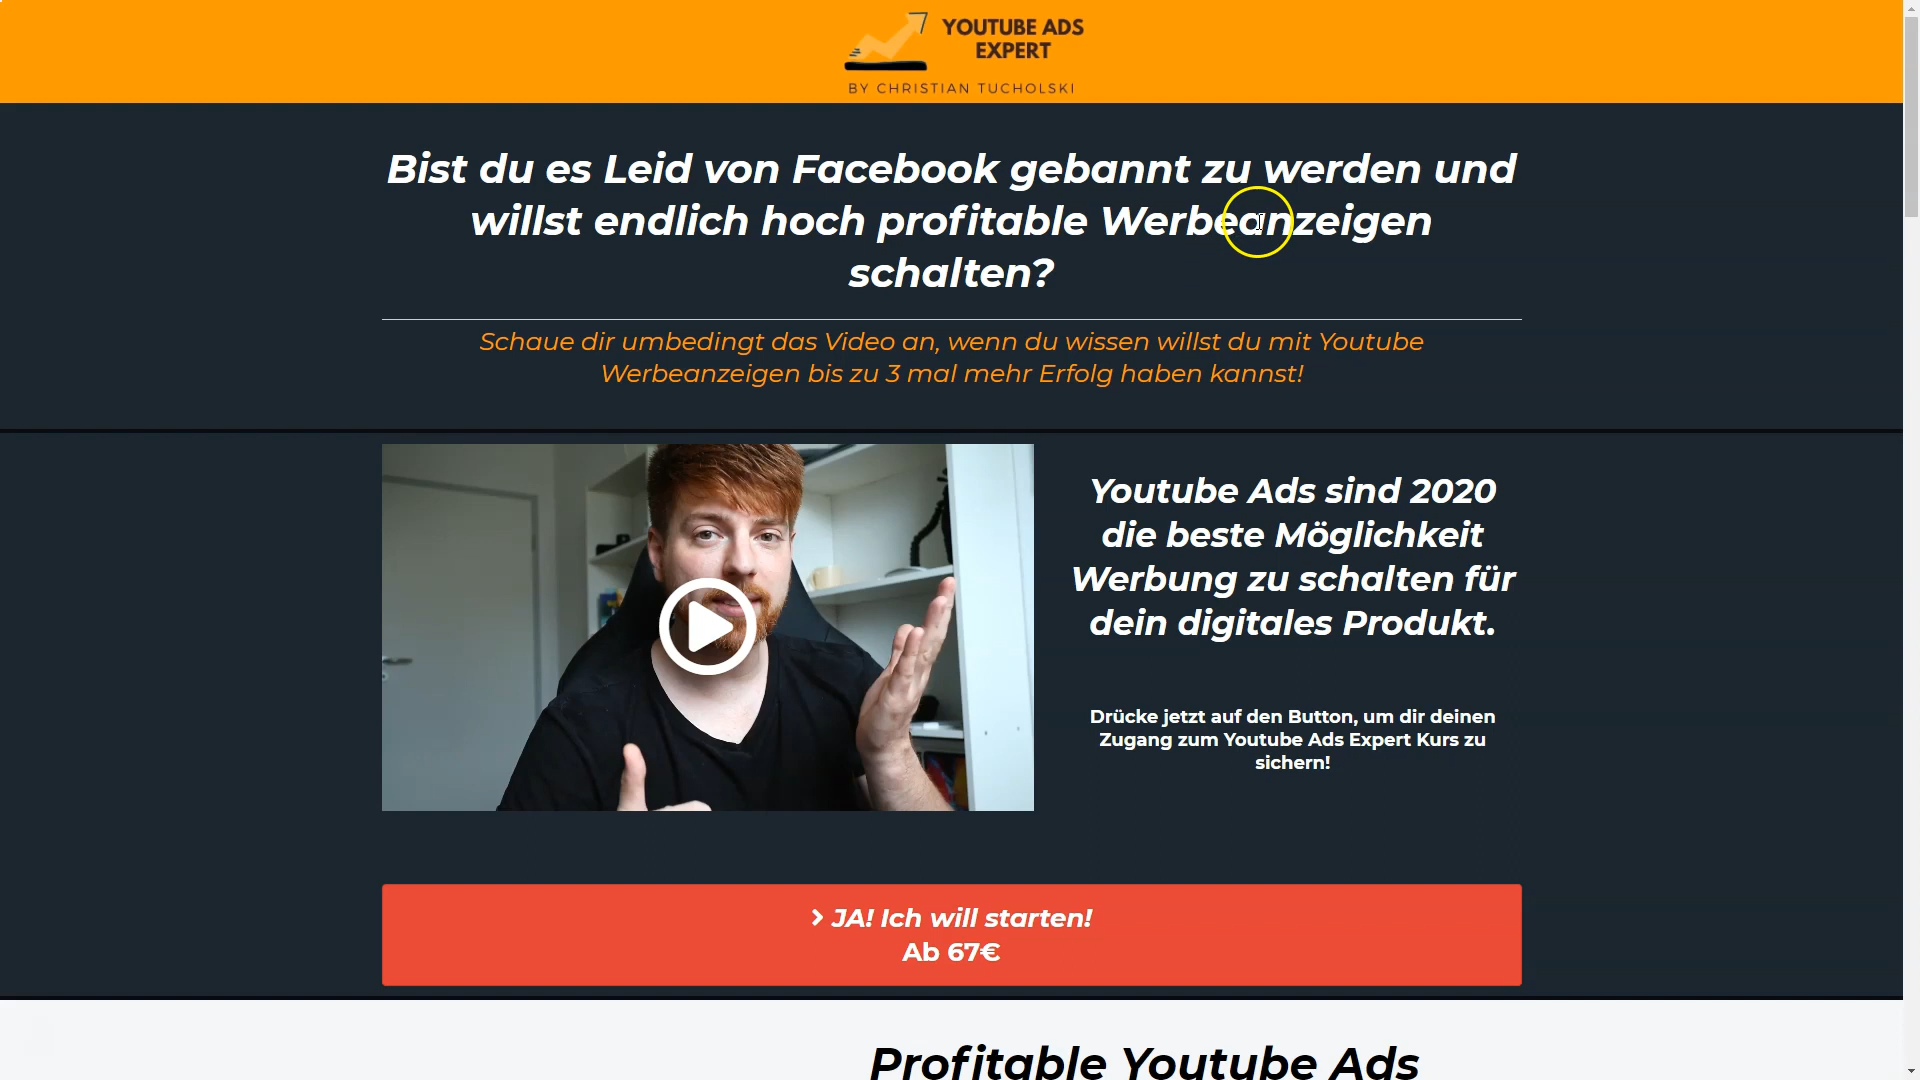 YOUTUBE ADS
EXPERT
BY CHRISTIAN TUCHOLSKI
Bist du es Leid von Facebook gebannt zu werden und
willst endlich hoch profitable Werbeanzeigen
schalten?
Schaue dir umbedingt das Video an, wenn du wissen willst du mit Youtube
Werbeanzeigen bis zu 3 mal mehr Erfolg haben kannst!
Youtube Ads sind 2020
die beste Möglichkeit
Werbung zu schalten für
dein digitales Produkt.
Drücke jetzt auf den Button, um dir deinen
Zugang zum Youtube Ads Expert Kurs zu
sichern!
JA! Ich will starten!
Ab 67€
Profitable Youtube Ads